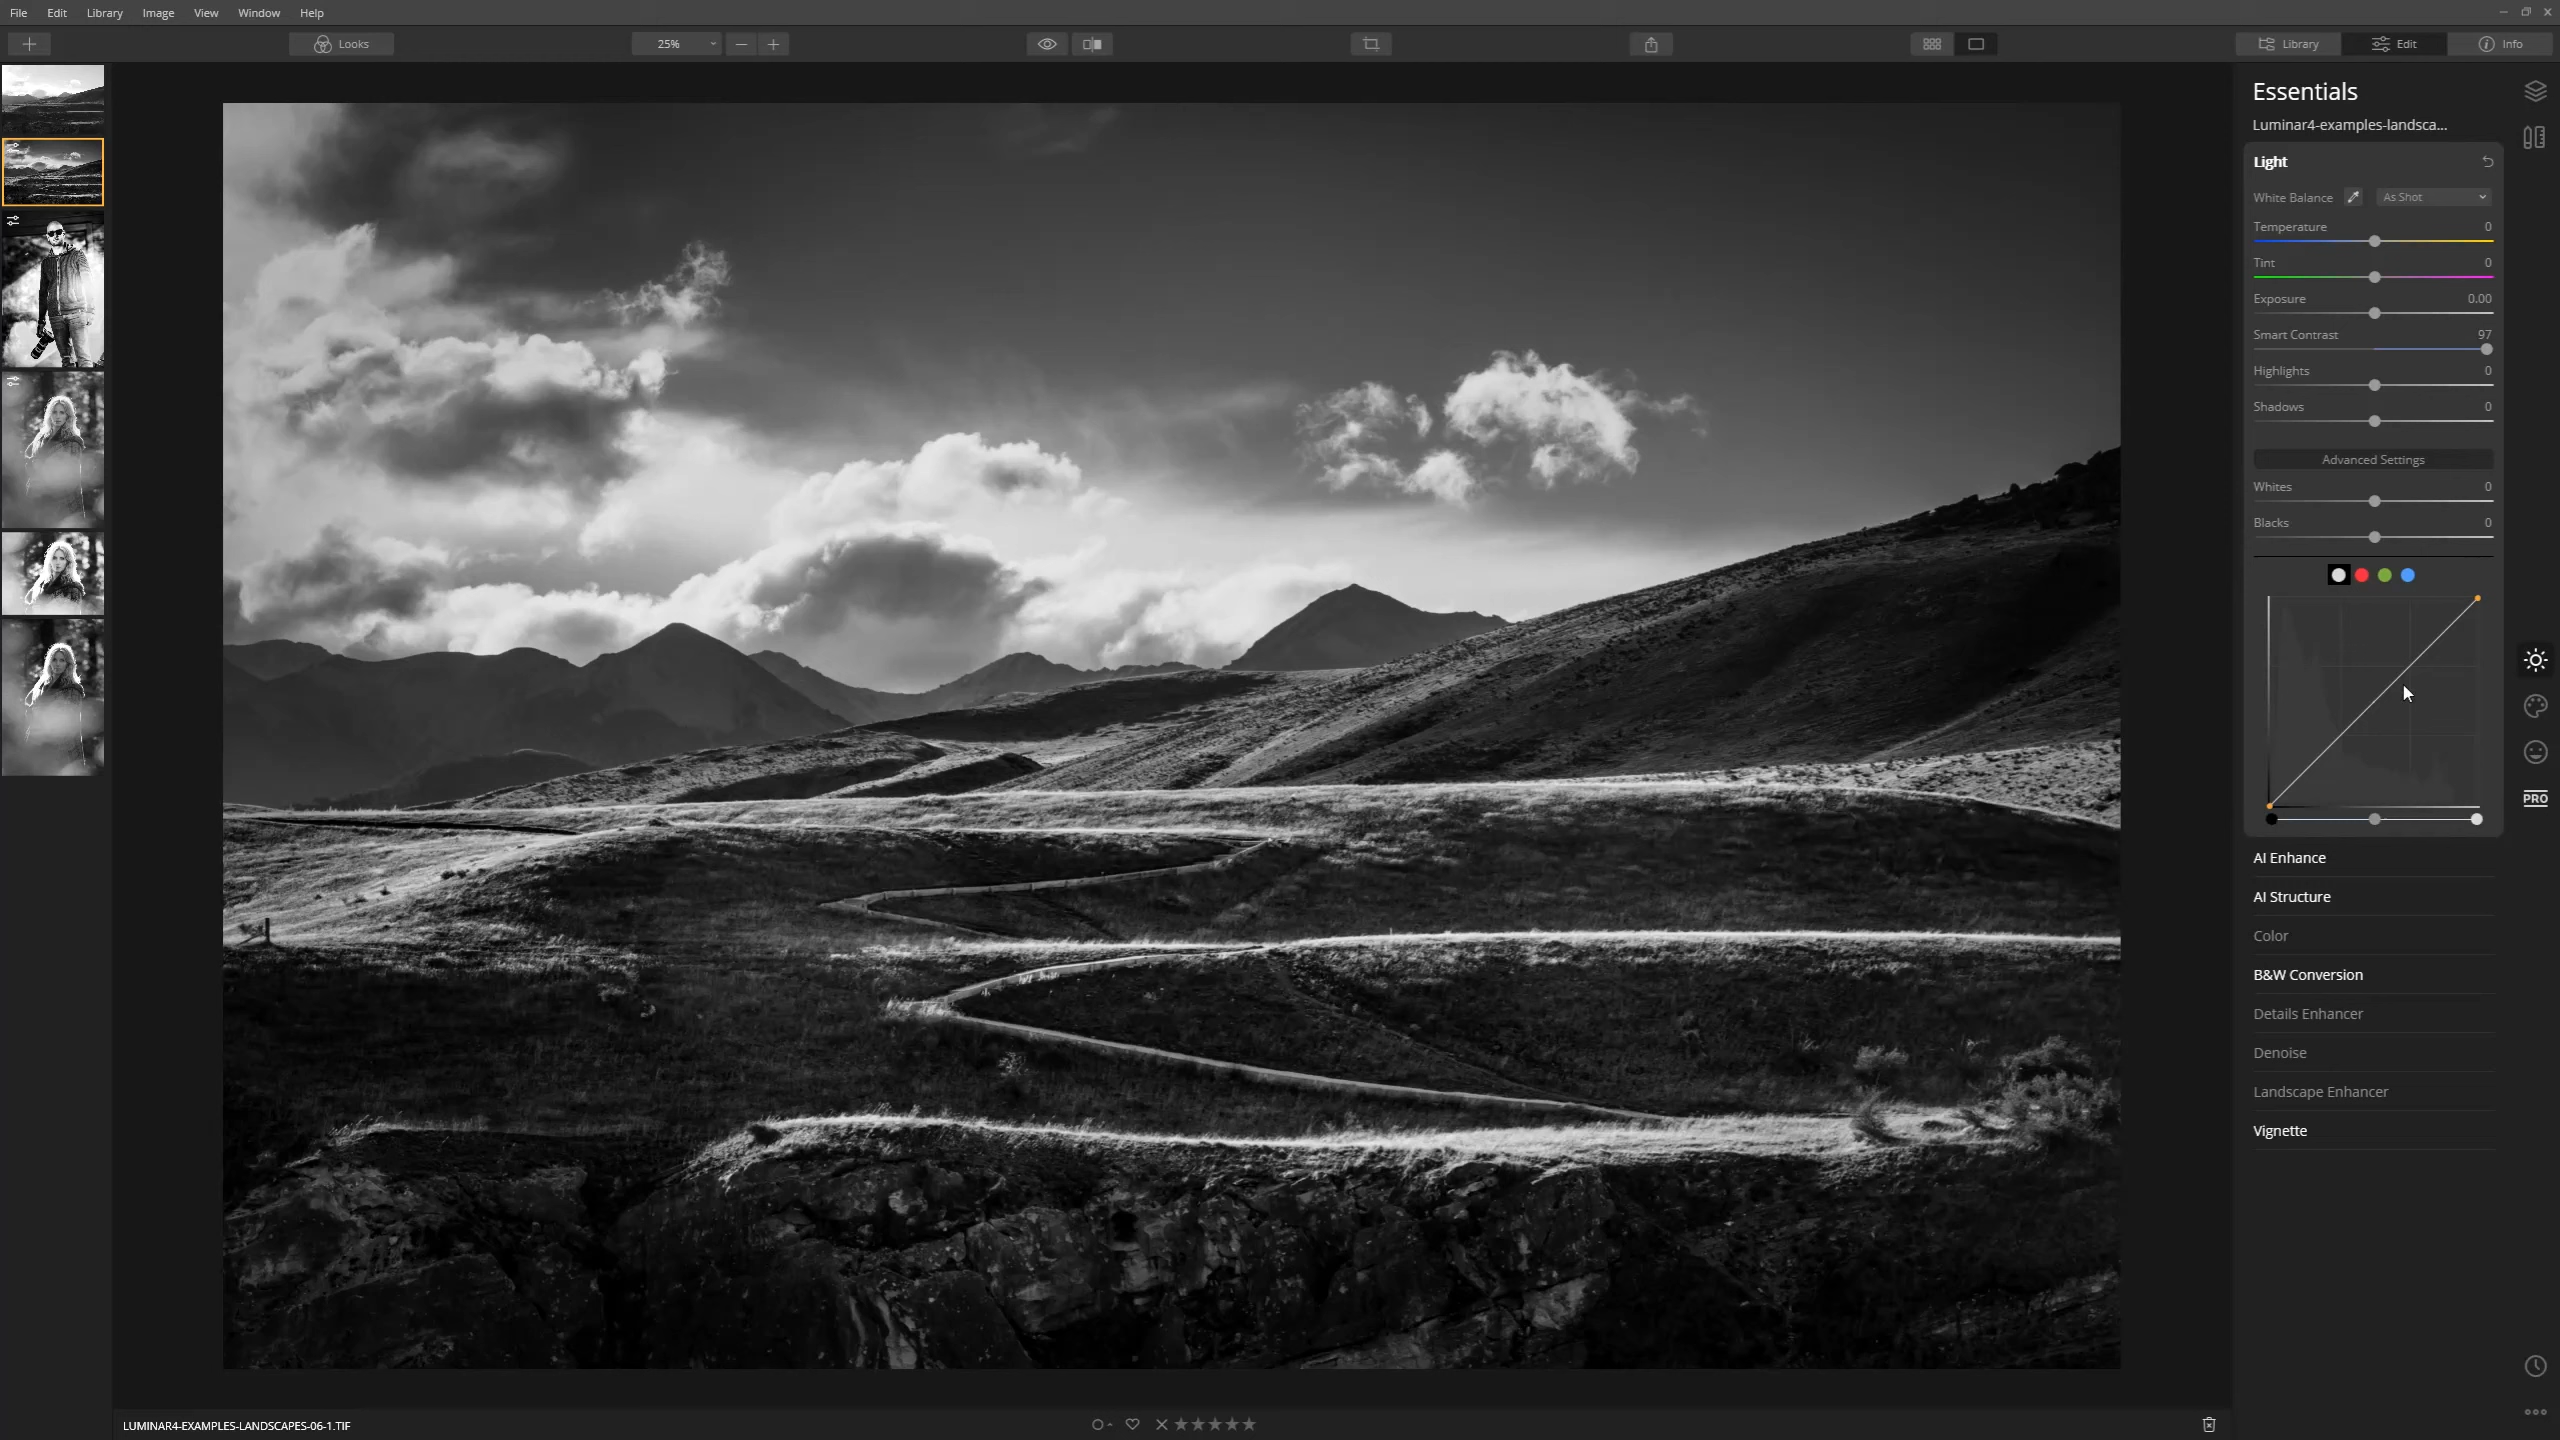 File Edit Library Image View Window Help
Looks 25% Library Edit Info
Essentials
Luminar4-examples-landsca...
Light
White Balance As Shot
Temperature 0
Tint 0
Exposure 0.00
Smart Contrast 97
Highlights 0
Shadows 0
Advanced Settings
Whites 0
Blacks 0
PRO
AI Enhance
AI Structure
Color
B&W Conversion
Details Enhancer
Denoise
Landscape Enhancer
Vignette
LUMINAR4-EXAMPLES-LANDSCAPES-06-1.TIF